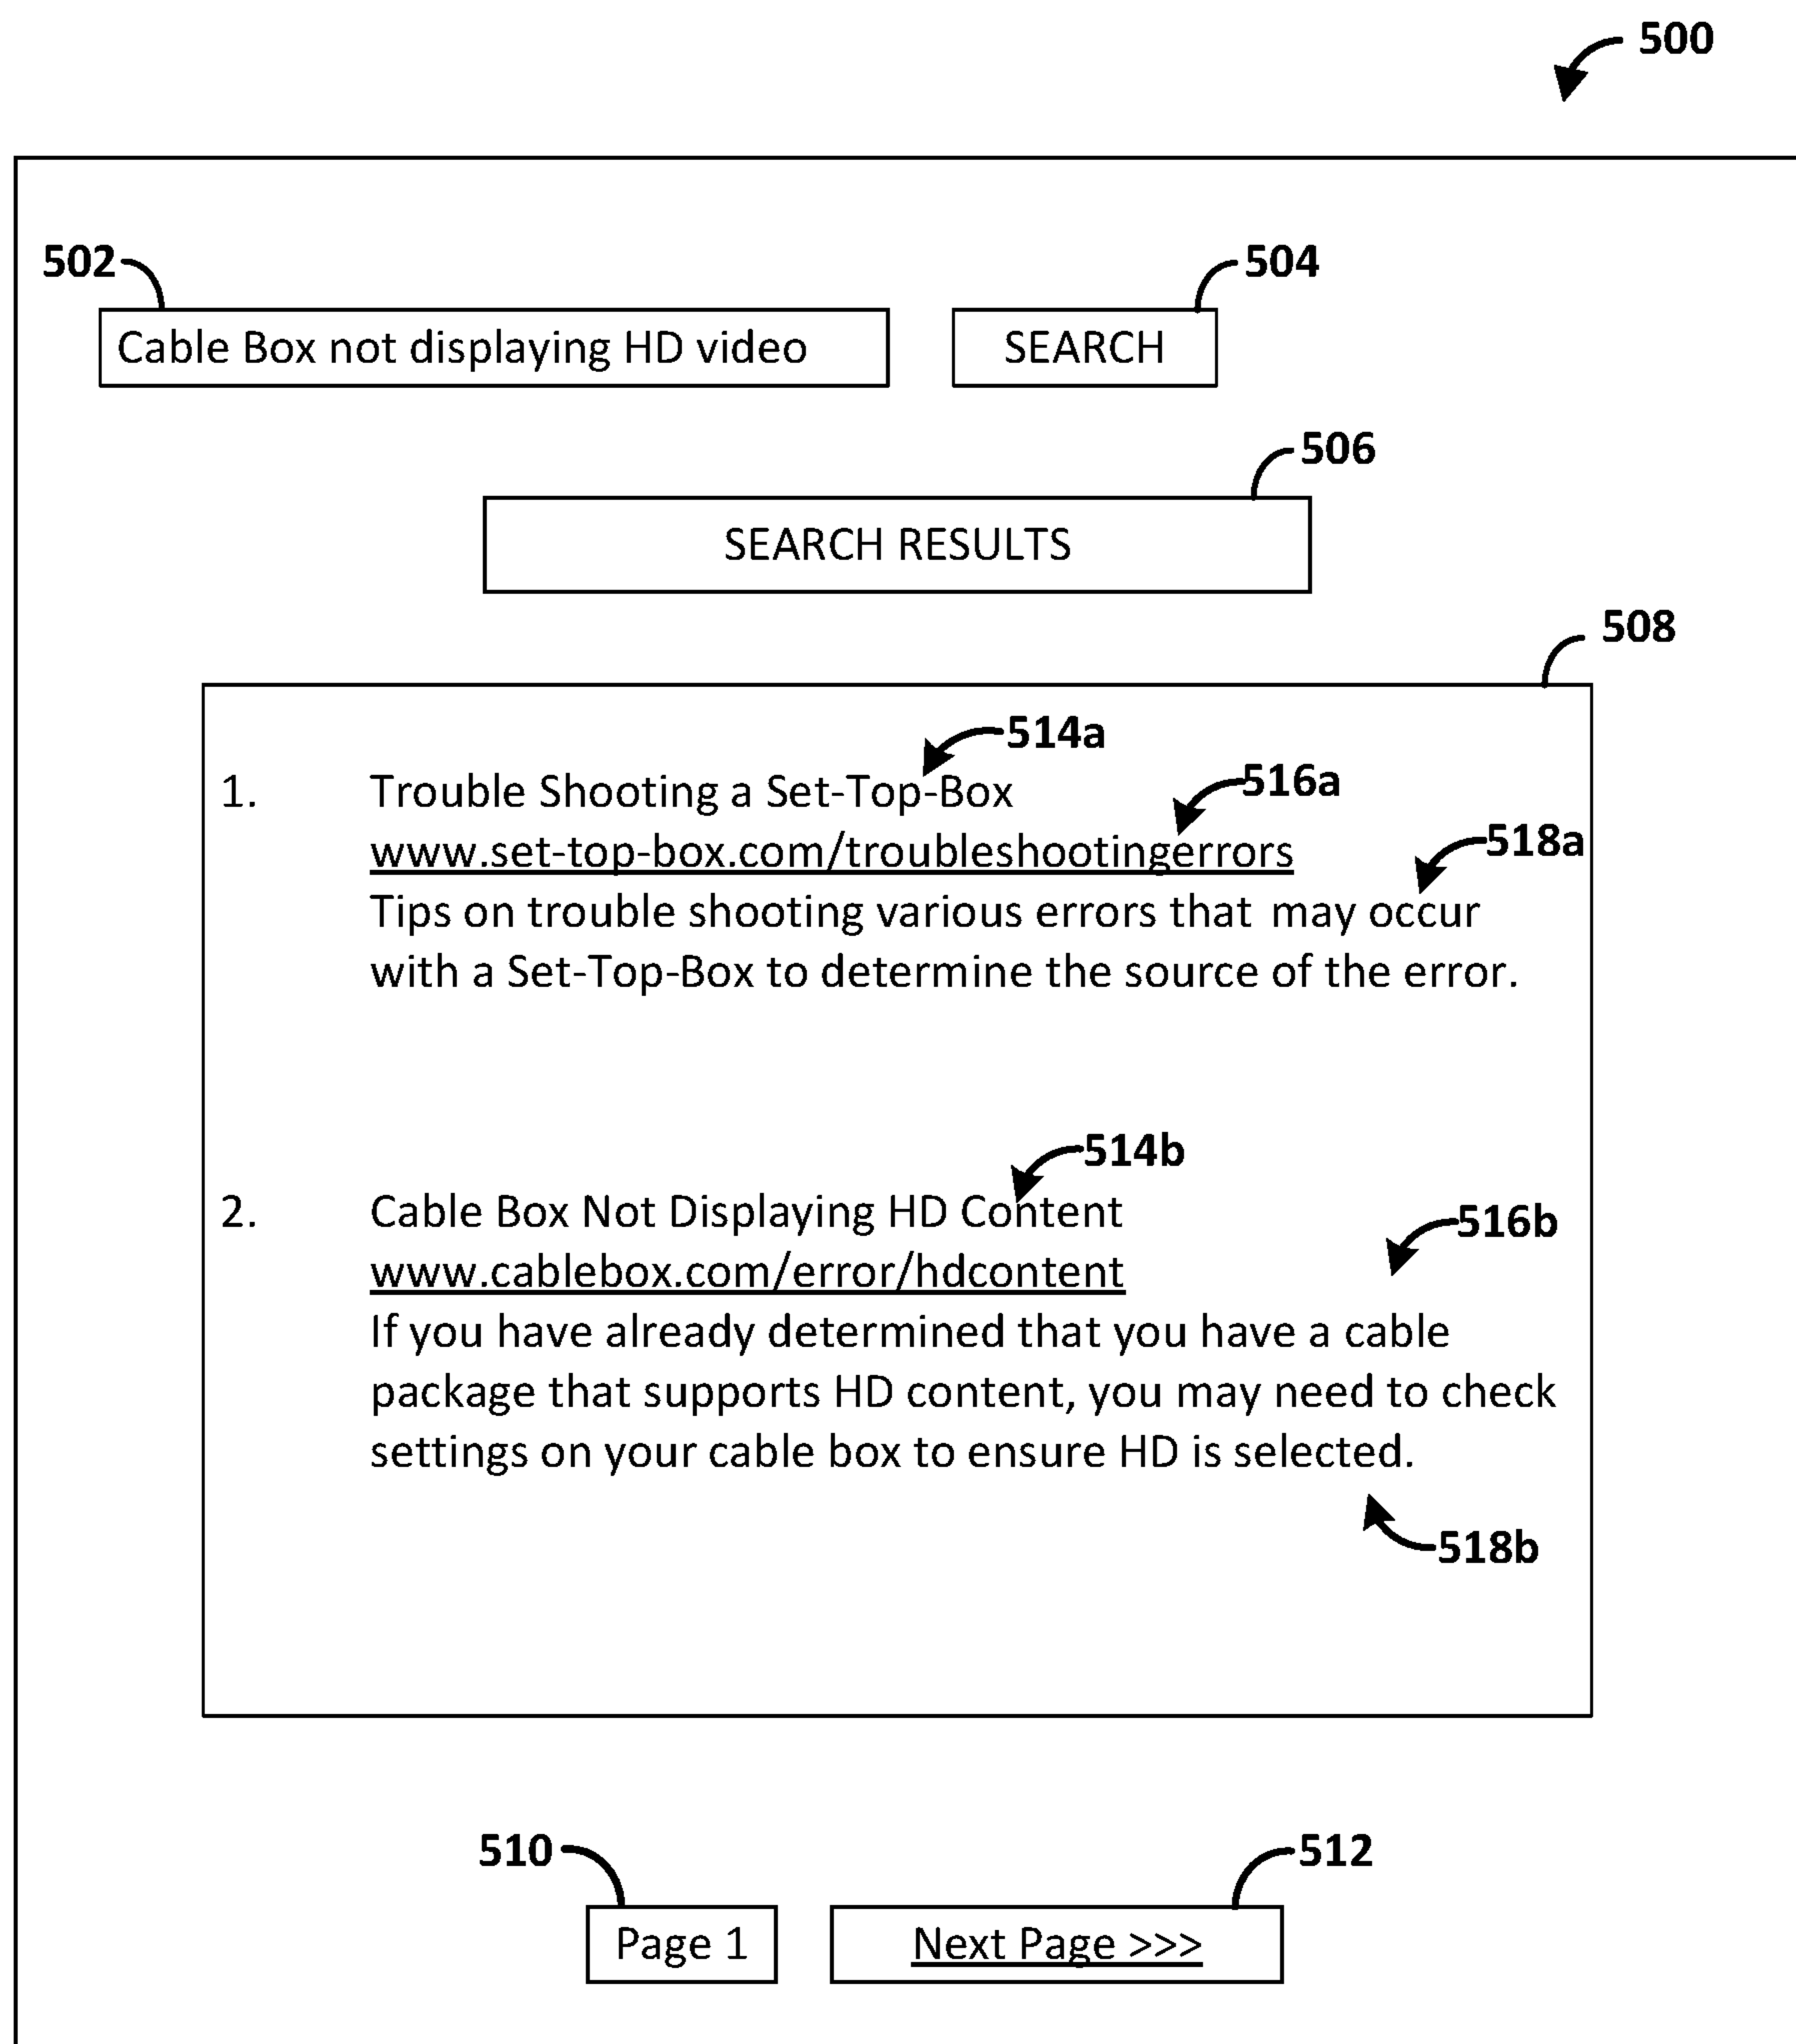 500
502
504
Cable Box not displaying HD video
SEARCH
506
SEARCH RESULTS
508
514a
1. Trouble Shooting a Set-Top-Box
516a
www.set-top-box.com/troubleshootingerrors
518a
Tips on trouble shooting various errors that may occur
with a Set-Top-Box to determine the source of the error.
514b
2. Cable Box Not Displaying HD Content
516b
www.cablebox.com/error/hdcontent
If you have already determined that you have a cable
package that supports HD content, you may need to check
settings on your cable box to ensure HD is selected.
518b
510
512
Page 1
Next Page >>>